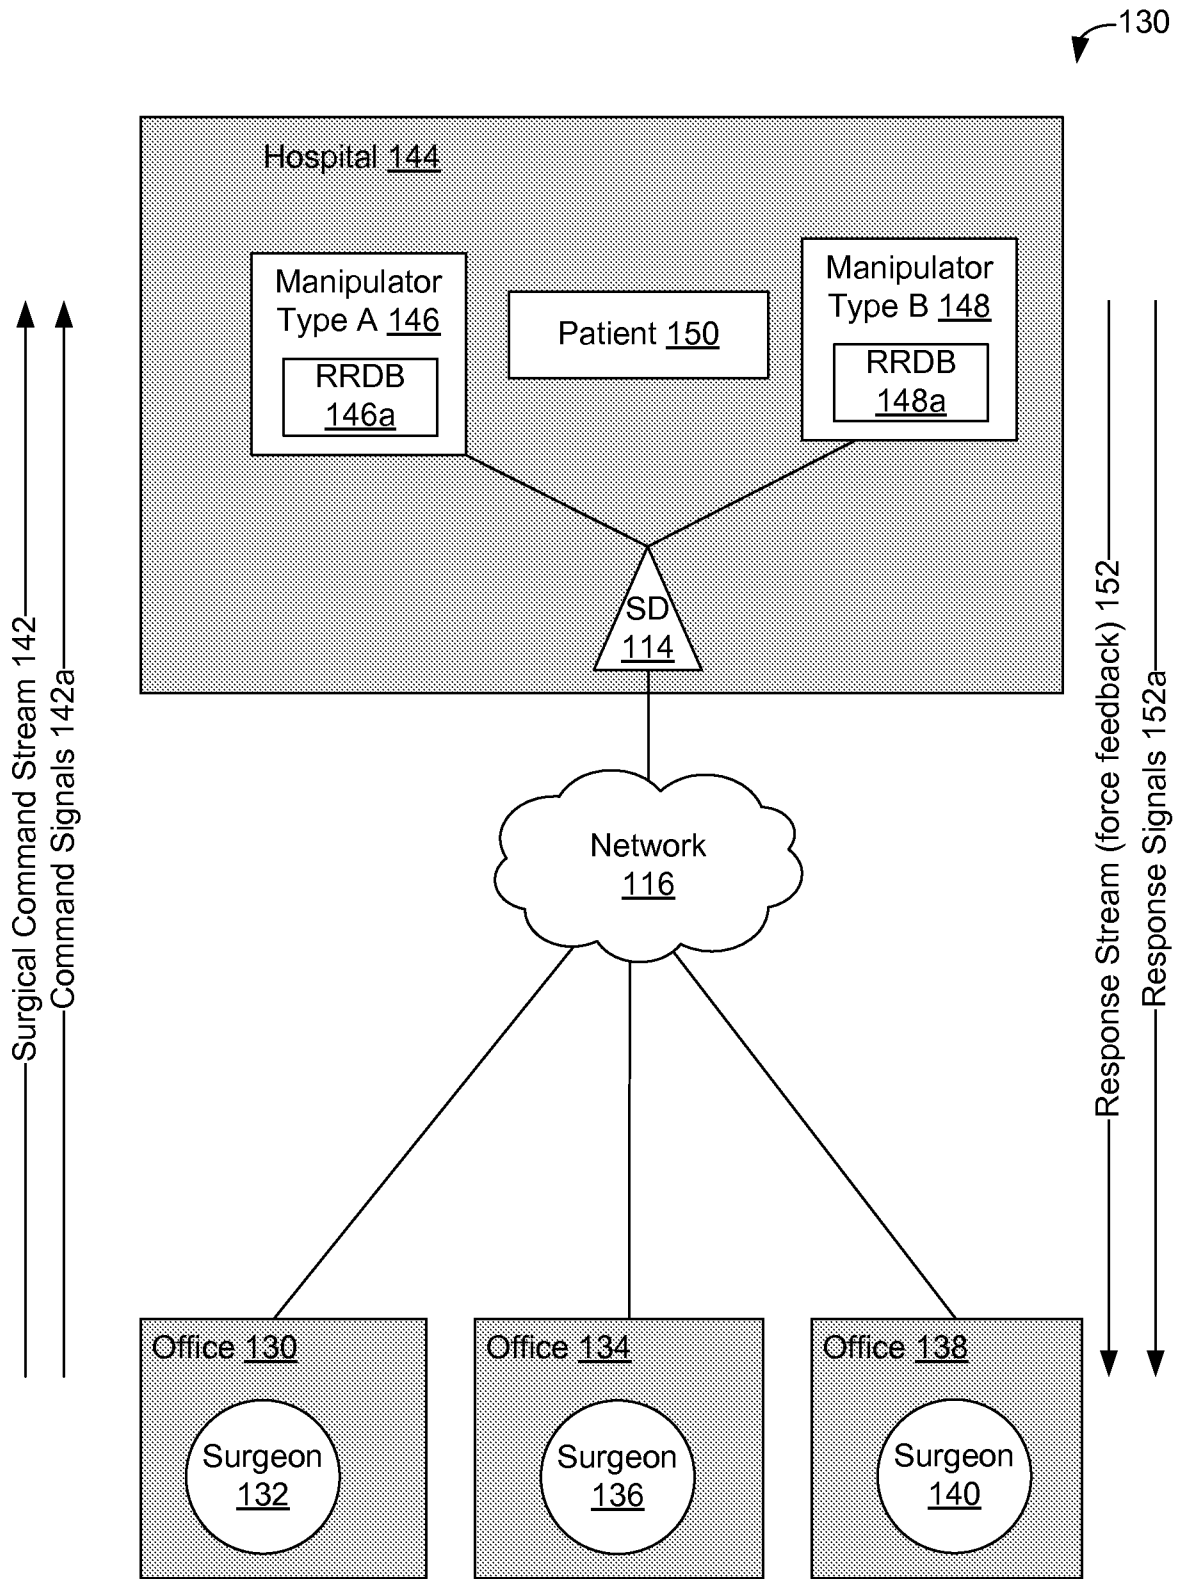 130
Hospital 144
Manipulator
Type A 146
RRDB
146a
Patient 150
Manipulator
Type B 148
RRDB
148a
SD
114
Surgical Command Stream 142
Command Signals 142a
Response Stream (force feedback) 152
Response Signals 152a
Network
116
Office 130
Surgeon
132
Office 134
Surgeon
136
Office 138
Surgeon
140